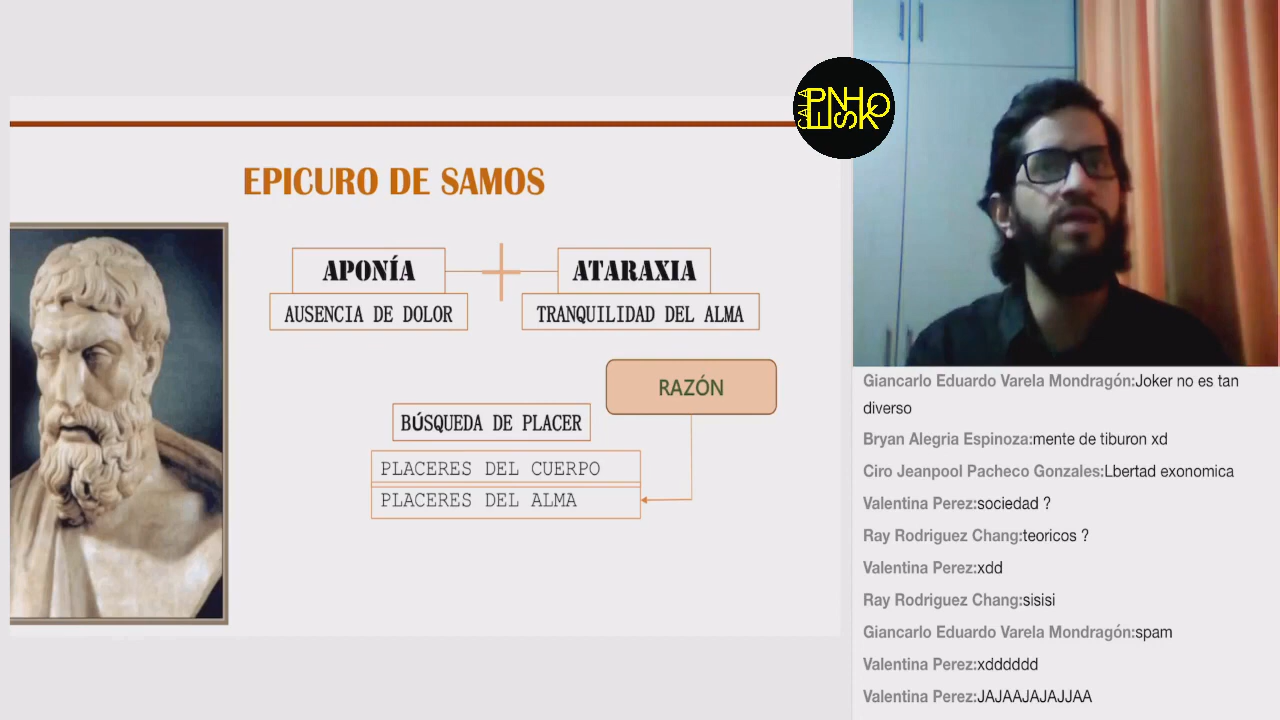 EPICURO DE SAMOS
APONÍA
ATARAXIA
AUSENCIA DE DOLOR
TRANQUILIDAD DEL ALMA
RAZÓN
BÚSQUEDA DE PLACER
PLACERES DEL CUERPO
PLACERES DEL ALMA
CALA
PENHSKO
Giancarlo Eduardo Varela Mondragón:Joker no es tan
diverso
Bryan Alegria Espinoza:mente de tiburon xd
Ciro Jeanpool Pacheco Gonzales:Lbertad exonomica
Valentina Perez:sociedad ?
Ray Rodriguez Chang:teoricos ?
Valentina Perez:xdd
Ray Rodriguez Chang:sisisi
Giancarlo Eduardo Varela Mondragón:spam
Valentina Perez:xdddddd
Valentina Perez:JAJAAJAJAJJAA